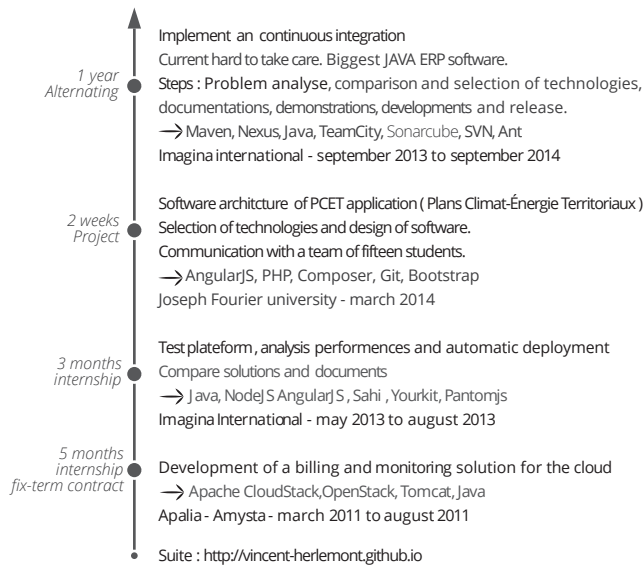 Implement an continuous integration
Current hard to take care. Biggest JAVA ERP software.
1 year
Alternating
Steps : Problem analyse, comparison and selection of technologies,
documentations, demonstrations, developments and release.
Maven, Nexus, Java, TeamCity, Sonarcube, SVN, Ant
Imagina international - september 2013 to september 2014
Software architcture of PCET application ( Plans Climat-Énergie Territoriaux )
2 weeks
Project
Selection of technologies and design of software.
Communication with a team of fifteen students.
AngularJS, PHP, Composer, Git, Bootstrap
Joseph Fourier university - march 2014
Test plateform , analysis performences and automatic deployment
3 months
internship
Compare solutions and documents
Java, NodeJS AngularJS , Sahi , Yourkit, Pantomjs
Imagina International - may 2013 to august 2013
5 months
internship
fix-term contract
Development of a billing and monitoring solution for the cloud
Apache CloudStack,OpenStack, Tomcat, Java
Apalia - Amysta - march 2011 to august 2011
Suite : http://vincent-herlemont.github.io